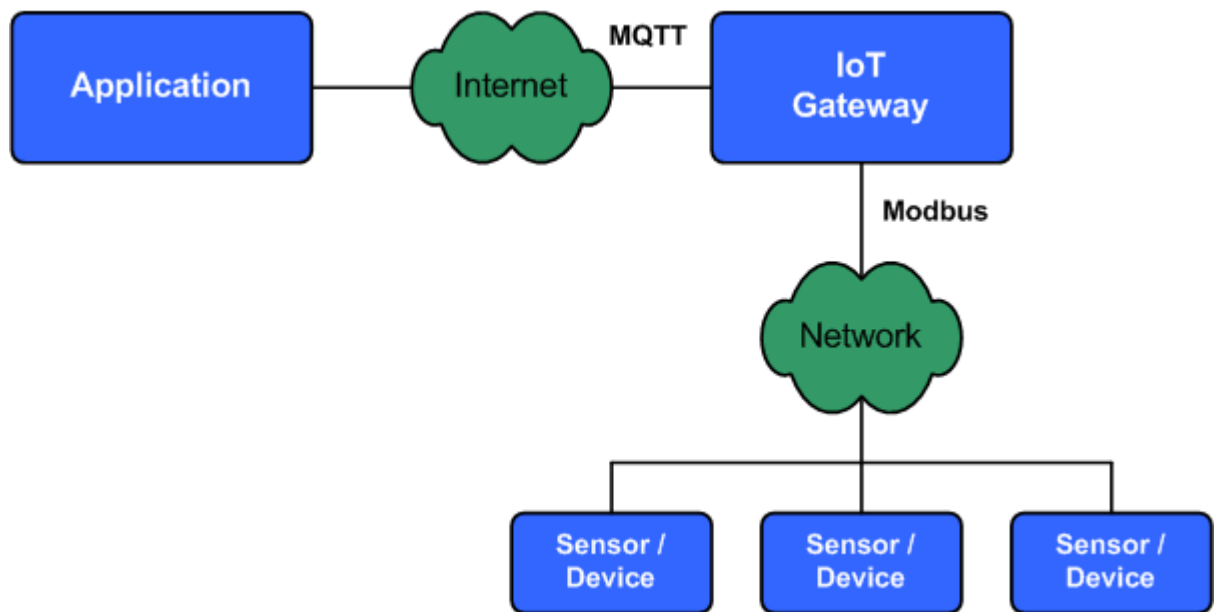 Application
Internet
MQTT
IoT
Gateway
Modbus
Network
Sensor /
Device
Sensor /
Device
Sensor /
Device